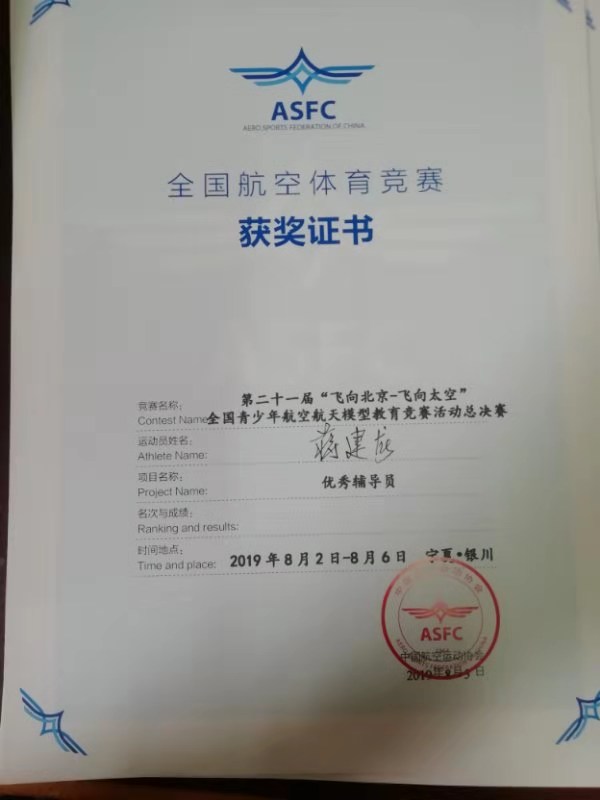 ASFC
AERO SPORTS FEDERATION OF CHINA
全国航空体育竞赛
获奖证书
竞赛名称：
Contest Name:
第二十一届“飞向北京-飞向太空”
全国青少年航空航天模型教育竞赛活动总决赛
运动员姓名：
Athlete Name:
蒋建龙
项目名称：
Project Name:
优秀辅导员
名次与成绩：
Ranking and results:
时间地点：
Time and place:
2019年8月2日-8月6日 宁夏·银川
ASFC
中国航空运动协会
2019年8月5日